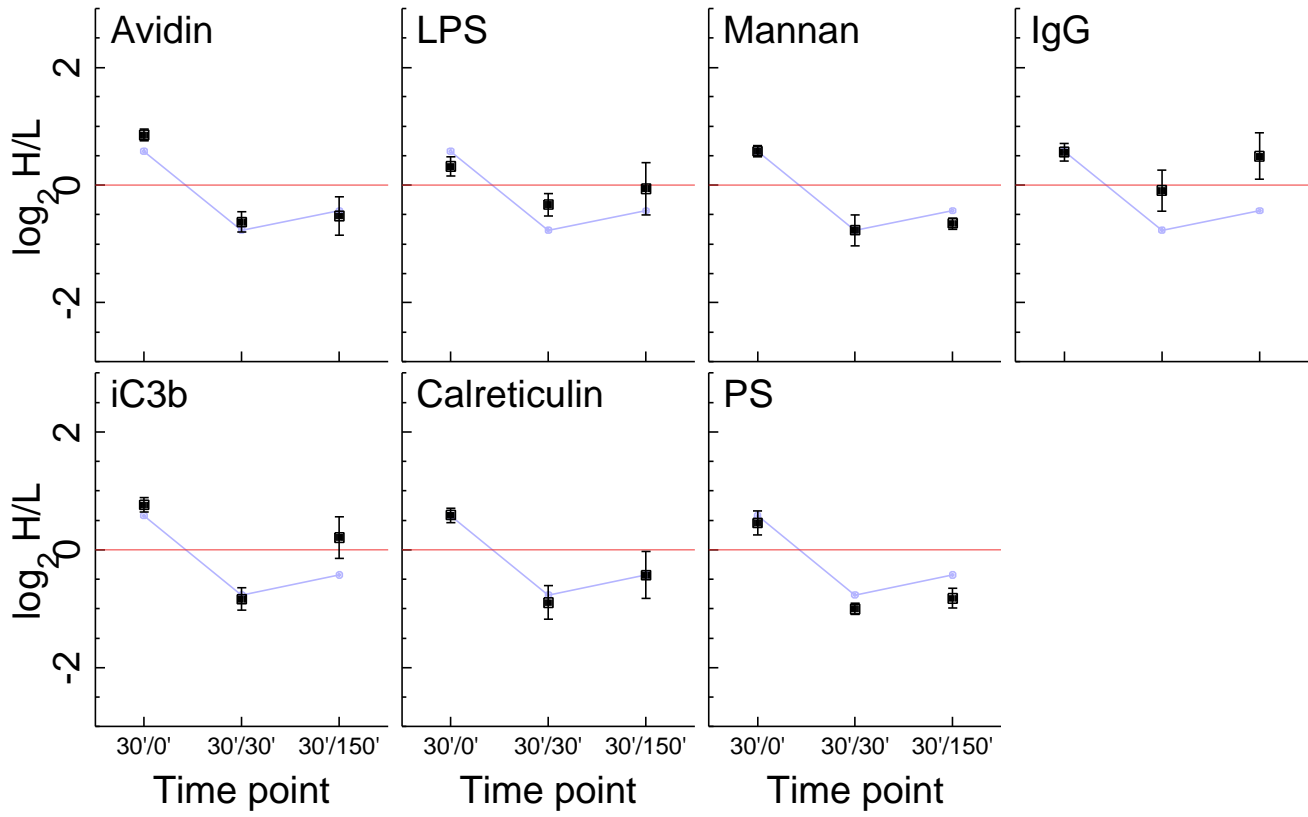 Avidin LPS Mannan IgG
2
0
-2
log₂ H/L
iC3b Calreticulin PS
2
0
-2
log₂ H/L
30'/0' 30'/30' 30'/150' 30'/0' 30'/30' 30'/150' 30'/0' 30'/30' 30'/150'
Time point Time point Time point